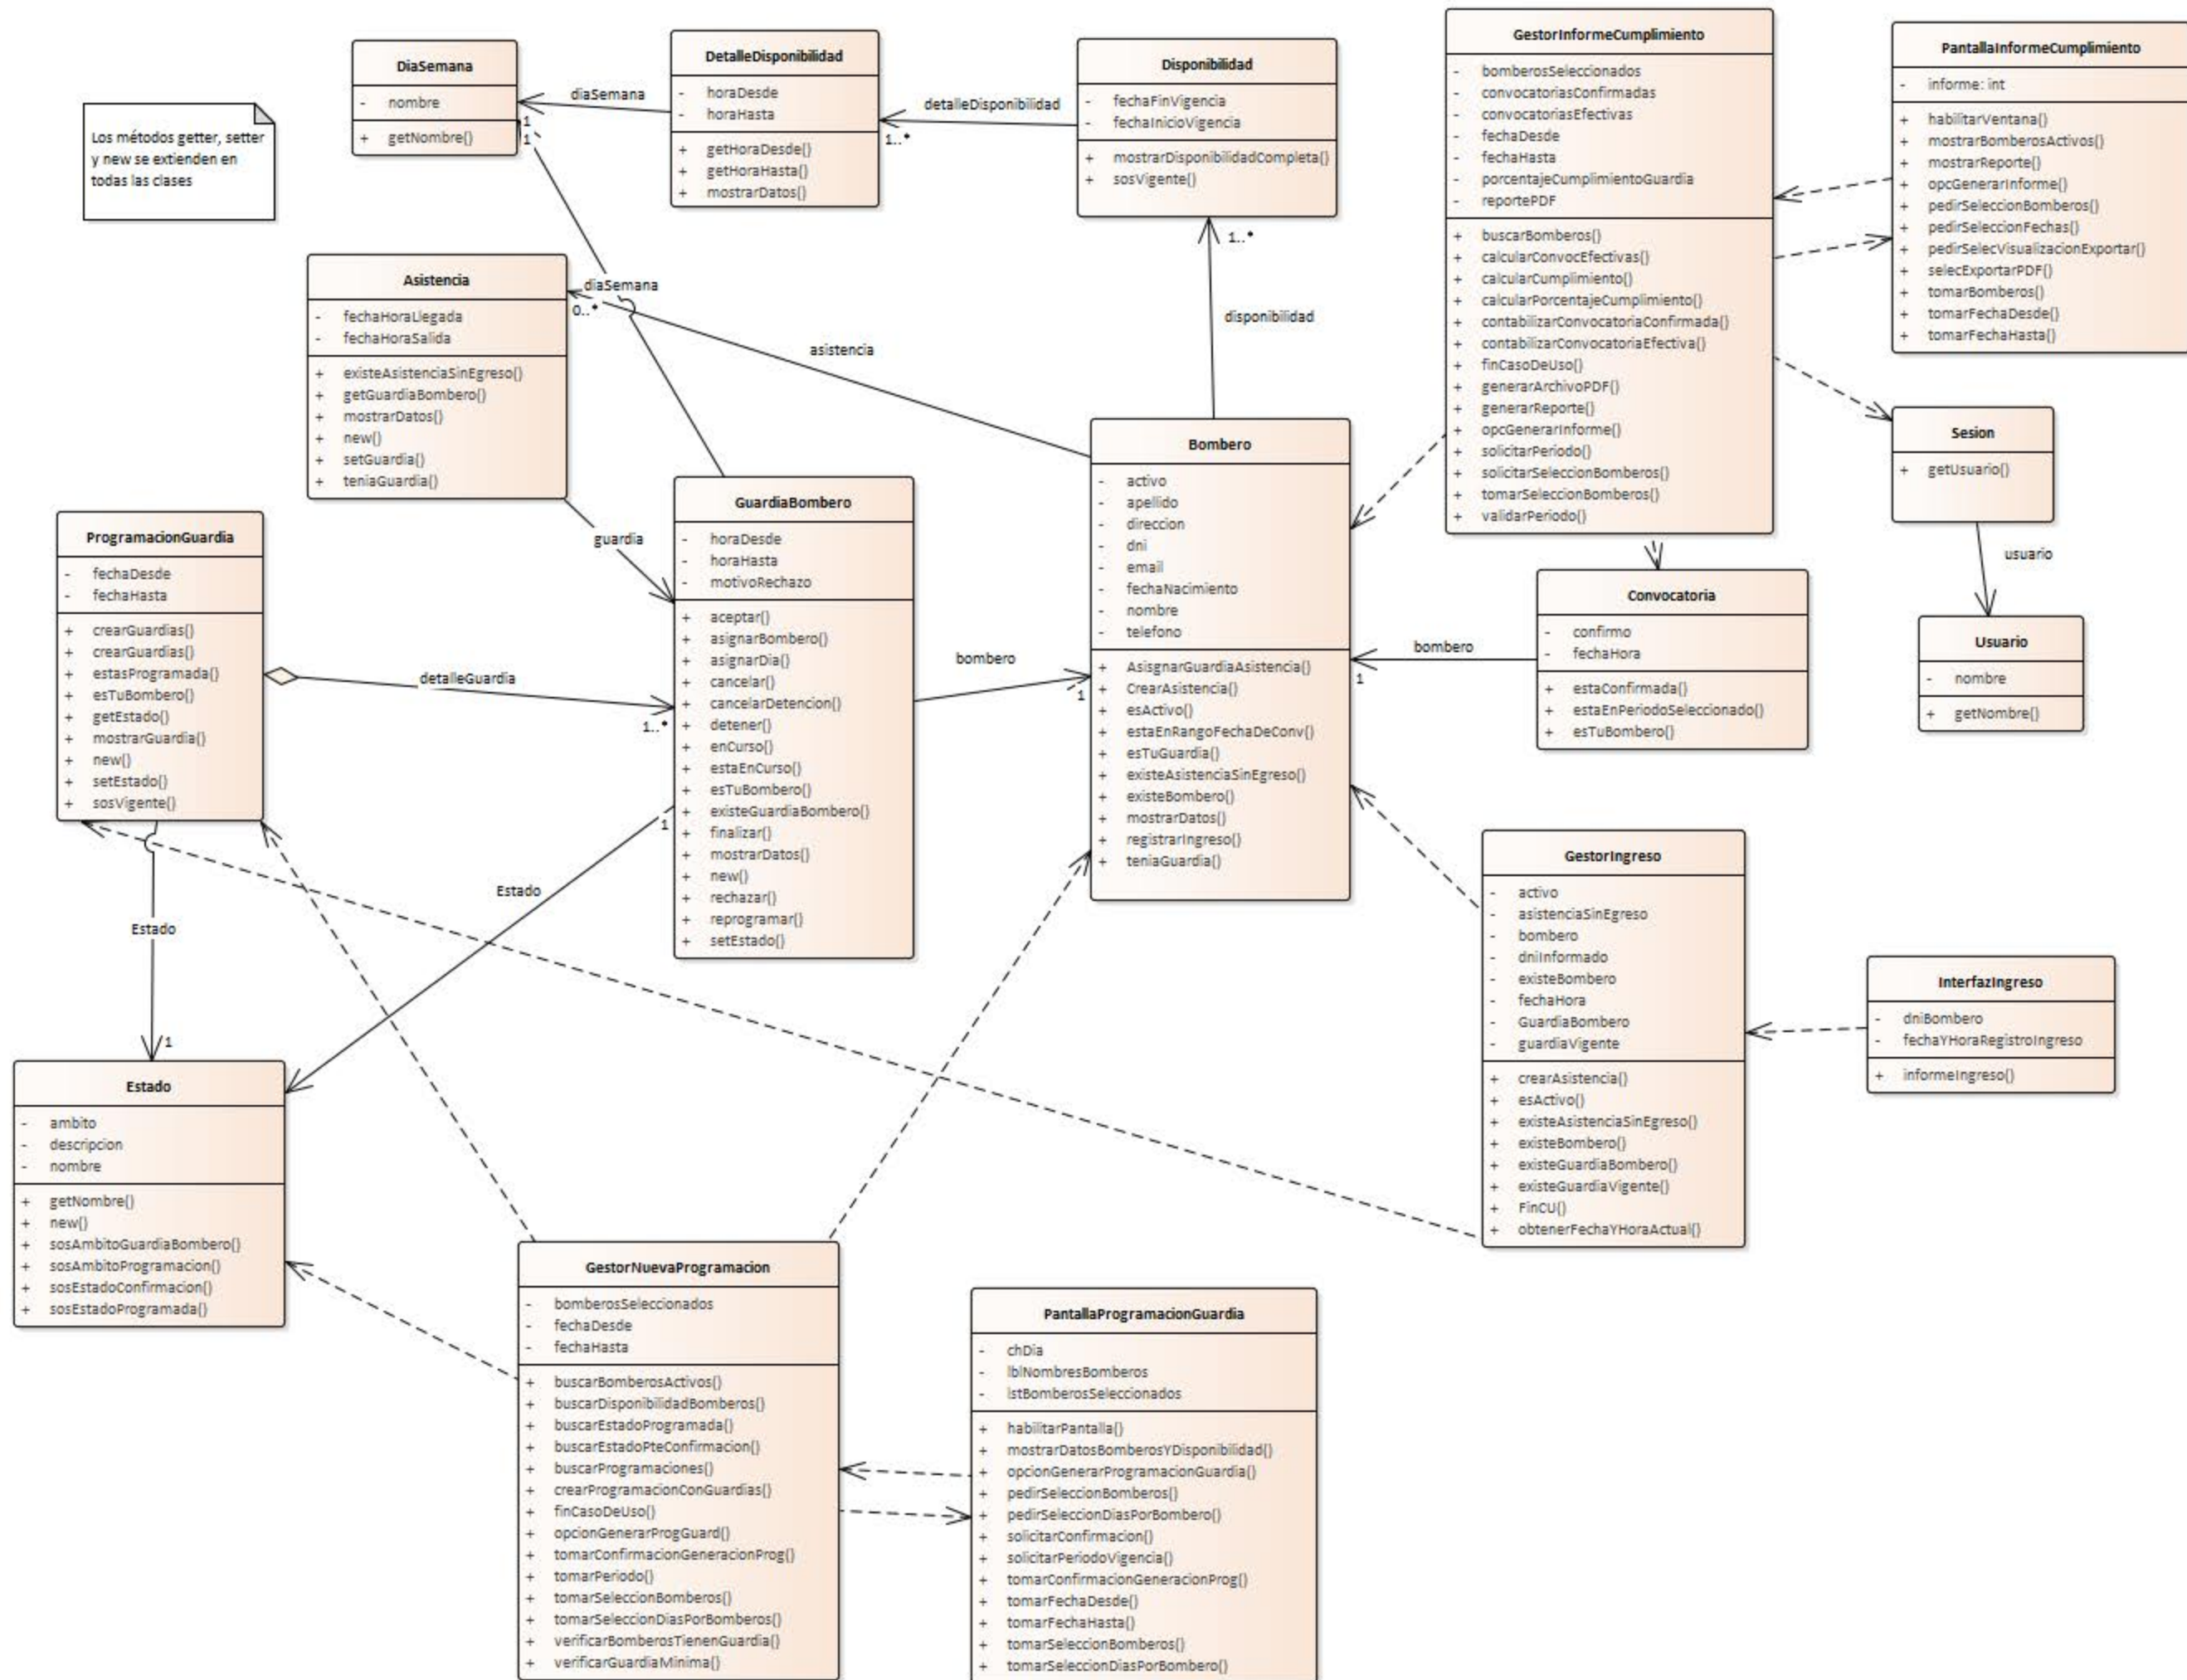 Los métodos getter, setter
y new se extienden en
todas las clases
DiaSemana
- nombre
+ getNombre()
diaSemana
1
1
DetalleDisponibilidad
- horaDesde
- horaHasta
+ getHoraDesde()
+ getHoraHasta()
+ mostrarDatos()
detalleDisponibilidad
1..*
Disponibilidad
- fechaFinVigencia
- fechaInicioVigencia
+ mostrarDisponibilidadCompleta()
+ sosVigente()
1..*
disponibilidad
GestorInformeCumplimiento
- bomberosSeleccionados
- convocatoriasConfirmadas
- convocatoriasEfectivas
- fechaDesde
- fechaHasta
- porcentajeCumplimientoGuardia
- reportePDF
+ buscarBomberos()
+ calcularConvocEfectivas()
+ calcularCumplimiento()
+ calcularPorcentajeCumplimiento()
+ contabilizarConvocatoriaConfirmada()
+ contabilizarConvocatoriaEfectiva()
+ finCasoDeUso()
+ generarArchivoPDF()
+ generarReporte()
+ opcGenerarInforme()
+ solicitarPeriodo()
+ solicitarSeleccionBomberos()
+ tomarSeleccionBomberos()
+ validarPeriodo()
PantallaInformeCumplimiento
- informe: int
+ habilitarVentana()
+ mostrarBomberosActivos()
+ mostrarReporte()
+ opcGenerarInforme()
+ pedirSeleccionBomberos()
+ pedirSeleccionFechas()
+ pedirSelecVisualizacionExportar()
+ selecExportarPDF()
+ tomarBomberos()
+ tomarFechaDesde()
+ tomarFechaHasta()
Asistencia
- fechaHoraLlegada
- fechaHoraSalida
+ existeAsistenciaSinEgreso()
+ getGuardiaBombero()
+ mostrarDatos()
+ new()
+ setGuardia()
+ teniaGuardia()
diaSemana
0..*
asistencia
guardia
Sesion
+ getUsuario()
usuario
Usuario
- nombre
+ getNombre()
Bombero
- activo
- apellido
- direccion
- dni
- email
- fechaNacimiento
- nombre
- telefono
+ AsisgnarGuardiaAsistencia()
+ CrearAsistencia()
+ esActivo()
+ estaEnRangoFechaDeConv()
+ esTuGuardia()
+ existeAsistenciaSinEgreso()
+ existeBombero()
+ mostrarDatos()
+ registrarIngreso()
+ teniaGuardia()
GuardiaBombero
- horaDesde
- horaHasta
- motivoRechazo
+ aceptar()
+ asignarBombero()
+ asignarDia()
+ cancelar()
+ cancelarDetencion()
+ detener()
+ enCurso()
+ estaEnCurso()
+ esTuBombero()
+ existeGuardiaBombero()
+ finalizar()
+ mostrarDatos()
+ new()
+ rechazar()
+ reprogramar()
+ setEstado()
bombero
1
ProgramacionGuardia
- fechaDesde
- fechaHasta
+ crearGuardias()
+ crearGuardias()
+ estasProgramada()
+ esTuBombero()
+ getEstado()
+ mostrarGuardia()
+ new()
+ setEstado()
+ sosVigente()
detalleGuardia
1..*
1
Estado
Estado
1
bombero
1
Convocatoria
- confirmo
- fechaHora
+ estaConfirmada()
+ estaEnPeriodoSeleccionado()
+ esTuBombero()
GestorIngreso
- activo
- asistenciaSinEgreso
- bombero
- dniInformado
- existeBombero
- fechaHora
- GuardiaBombero
- guardiaVigente
+ crearAsistencia()
+ esActivo()
+ existeAsistenciaSinEgreso()
+ existeBombero()
+ existeGuardiaBombero()
+ existeGuardiaVigente()
+ FinCU()
+ obtenerFechaYHoraActual()
InterfazIngreso
- dniBombero
- fechaYHoraRegistroIngreso
+ informeIngreso()
Estado
- ambito
- descripcion
- nombre
+ getNombre()
+ new()
+ sosAmbitoGuardiaBombero()
+ sosAmbitoProgramacion()
+ sosEstadoConfirmacion()
+ sosEstadoProgramada()
GestorNuevaProgramacion
- bomberosSeleccionados
- fechaDesde
- fechaHasta
+ buscarBomberosActivos()
+ buscarDisponibilidadBomberos()
+ buscarEstadoProgramada()
+ buscarEstadoPteConfirmacion()
+ buscarProgramaciones()
+ crearProgramacionConGuardias()
+ finCasoDeUso()
+ opcionGenerarProgGuard()
+ tomarConfirmacionGeneracionProg()
+ tomarPeriodo()
+ tomarSeleccionBomberos()
+ tomarSeleccionDiasPorBomberos()
+ verificarBomberosTienenGuardia()
+ verificarGuardiaMinima()
PantallaProgramacionGuardia
- chDia
- lblNombresBomberos
- lstBomberosSeleccionados
+ habilitarPantalla()
+ mostrarDatosBomberosYDisponibilidad()
+ opcionGenerarProgramacionGuardia()
+ pedirSeleccionBomberos()
+ pedirSeleccionDiasPorBombero()
+ solicitarConfirmacion()
+ solicitarPeriodoVigencia()
+ tomarConfirmacionGeneracionProg()
+ tomarFechaDesde()
+ tomarFechaHasta()
+ tomarSeleccionBomberos()
+ tomarSeleccionDiasPorBombero()